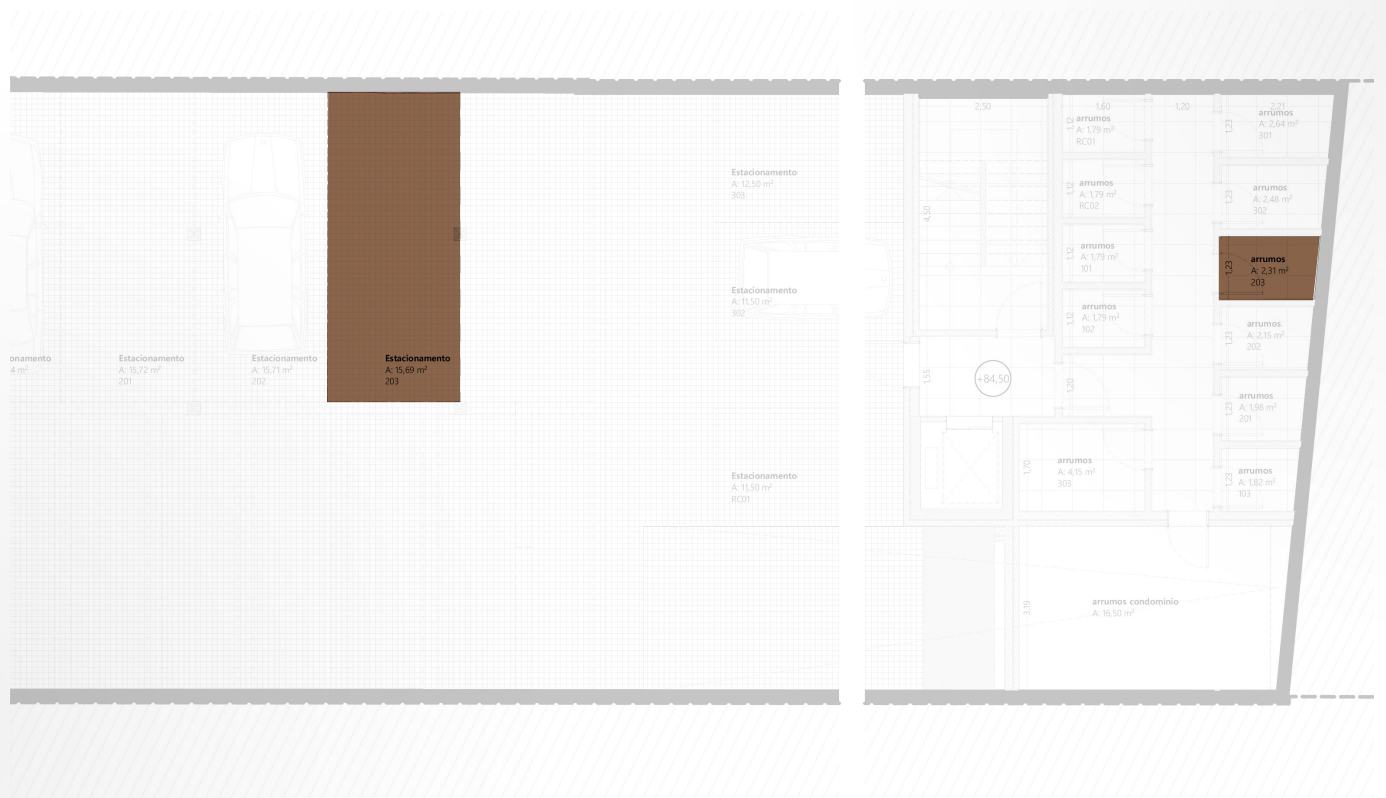 Estacionamento
A: 12,50 m²
303
Estacionamento
A: 11,50 m²
302
onamento
4 m²
Estacionamento
A: 15,72 m²
201
Estacionamento
A: 15,71 m²
202
Estacionamento
A: 15,69 m²
203
Estacionamento
A: 11,50 m²
RC01
2,50
1,60
1,20
2,21
1,12
arrumos
A: 1,79 m²
RC01
1,23
arrumos
A: 2,64 m²
301
4,50
1,12
arrumos
A: 1,79 m²
RC02
1,23
arrumos
A: 2,48 m²
302
1,12
arrumos
A: 1,79 m²
101
1,23
arrumos
A: 2,31 m²
203
1,12
arrumos
A: 1,79 m²
102
1,23
arrumos
A: 2,15 m²
202
1,55
+84,50
1,20
1,23
arrumos
A: 1,98 m²
201
1,70
arrumos
A: 4,15 m²
303
1,23
arrumos
A: 1,82 m²
103
3,19
arrumos condomínio
A: 16,50 m²